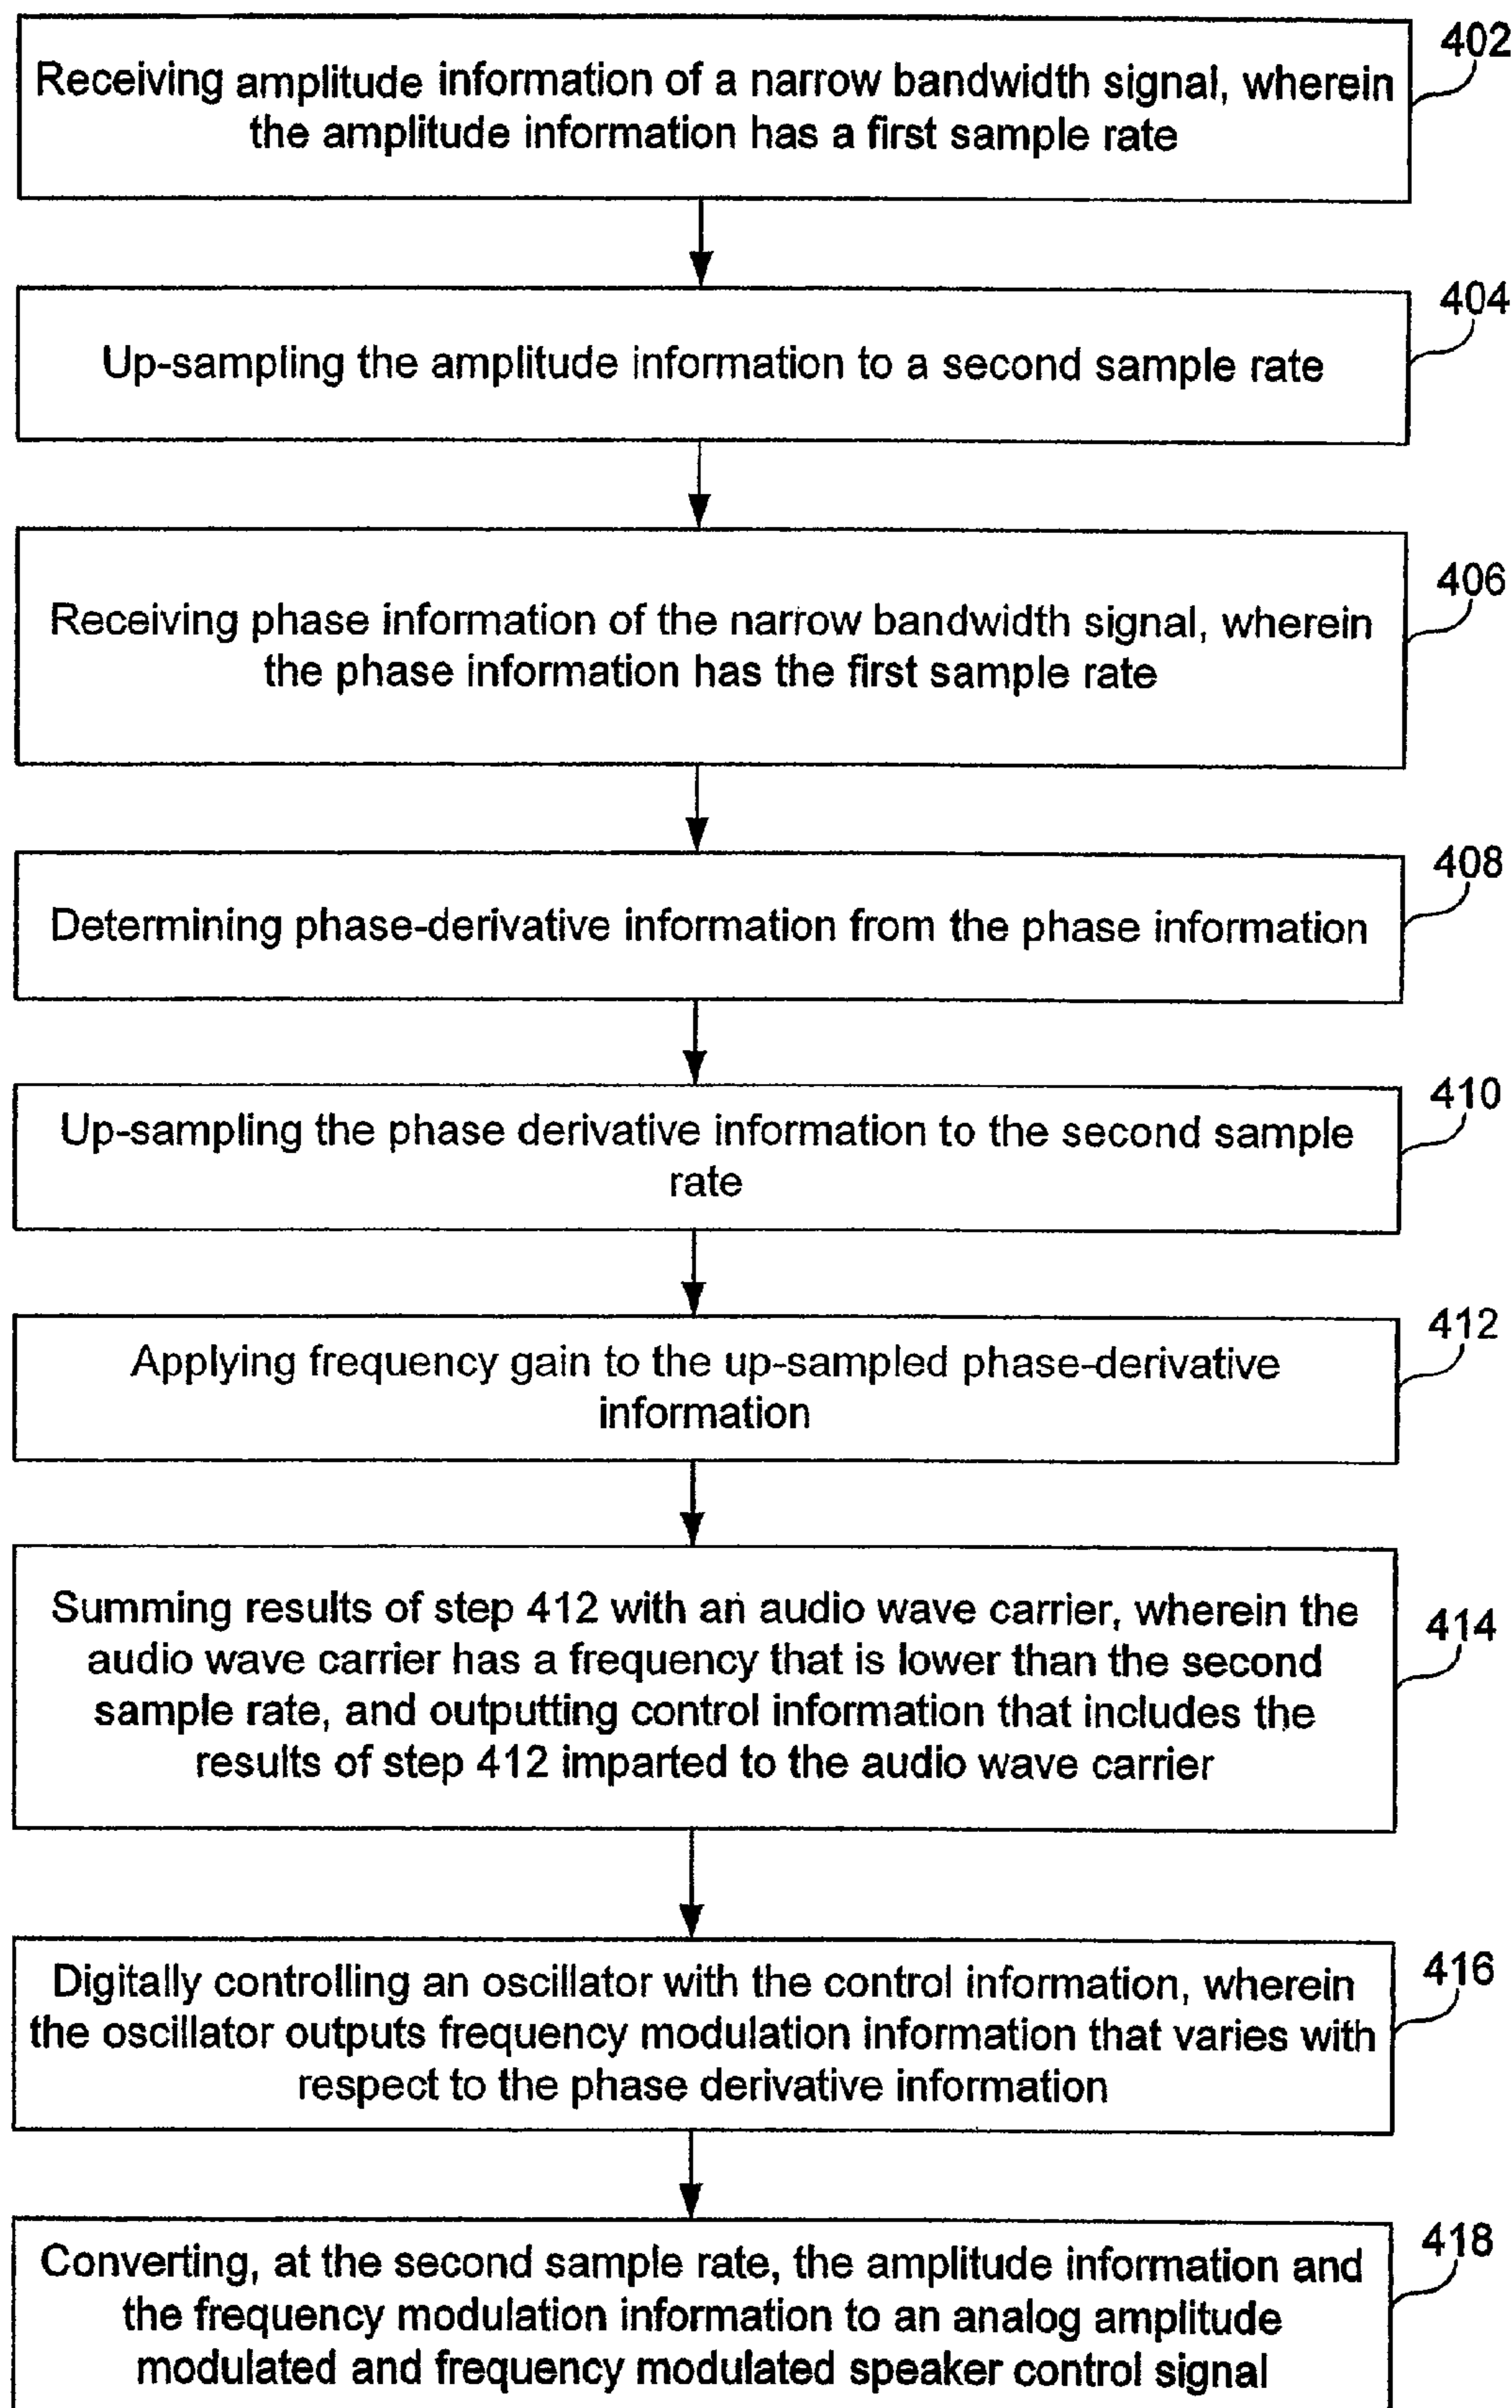 402
Receiving amplitude information of a narrow bandwidth signal, wherein
the amplitude information has a first sample rate
404
Up-sampling the amplitude information to a second sample rate
406
Receiving phase information of the narrow bandwidth signal, wherein
the phase information has the first sample rate
408
Determining phase-derivative information from the phase information
410
Up-sampling the phase derivative information to the second sample
rate
412
Applying frequency gain to the up-sampled phase-derivative
information
414
Summing results of step 412 with an audio wave carrier, wherein the
audio wave carrier has a frequency that is lower than the second
sample rate, and outputting control information that includes the
results of step 412 imparted to the audio wave carrier
416
Digitally controlling an oscillator with the control information, wherein
the oscillator outputs frequency modulation information that varies with
respect to the phase derivative information
418
Converting, at the second sample rate, the amplitude information and
the frequency modulation information to an analog amplitude
modulated and frequency modulated speaker control signal